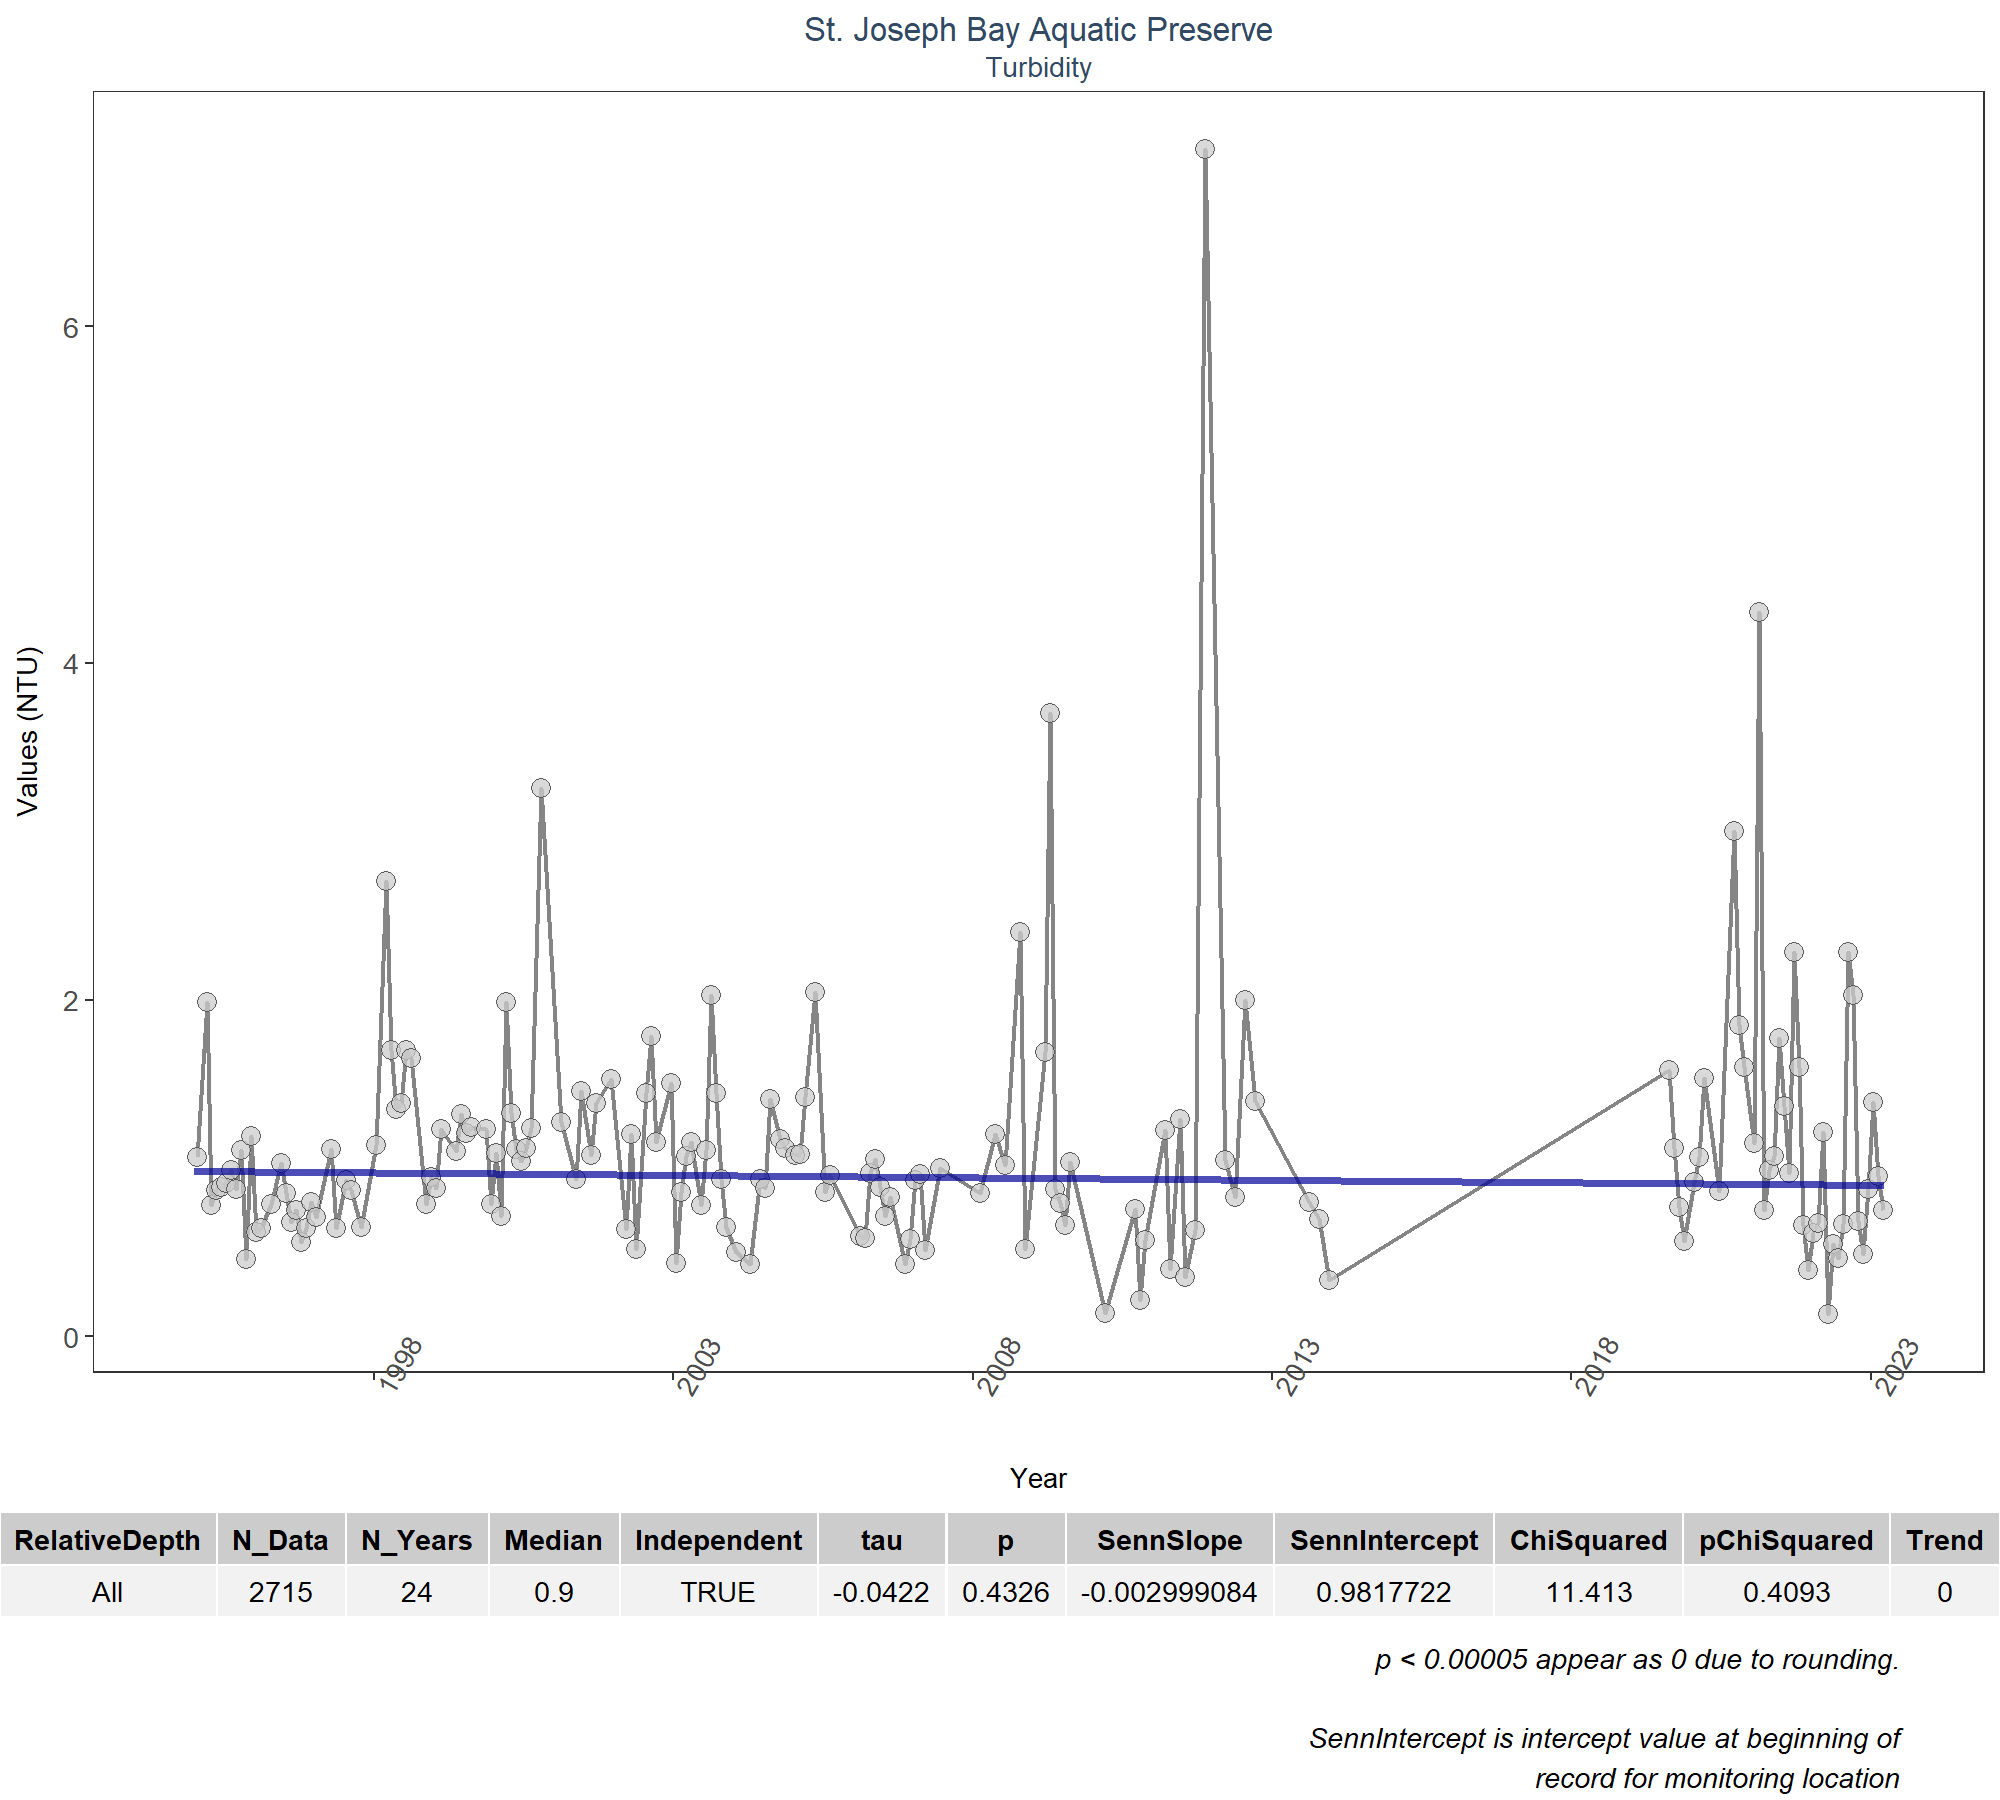 St. Joseph Bay Aquatic Preserve
Turbidity
Values (NTU)
6
4
2
0
1998 2003 2008 2013 2018 2023
Year
RelativeDepth N_Data N_Years Median Independent tau p SennSlope SennIntercept ChiSquared pChiSquared Trend
All 2715 24 0.9 TRUE -0.0422 0.4326 -0.002999084 0.9817722 11.413 0.4093 0
p < 0.00005 appear as 0 due to rounding.
SennIntercept is intercept value at beginning of
record for monitoring location